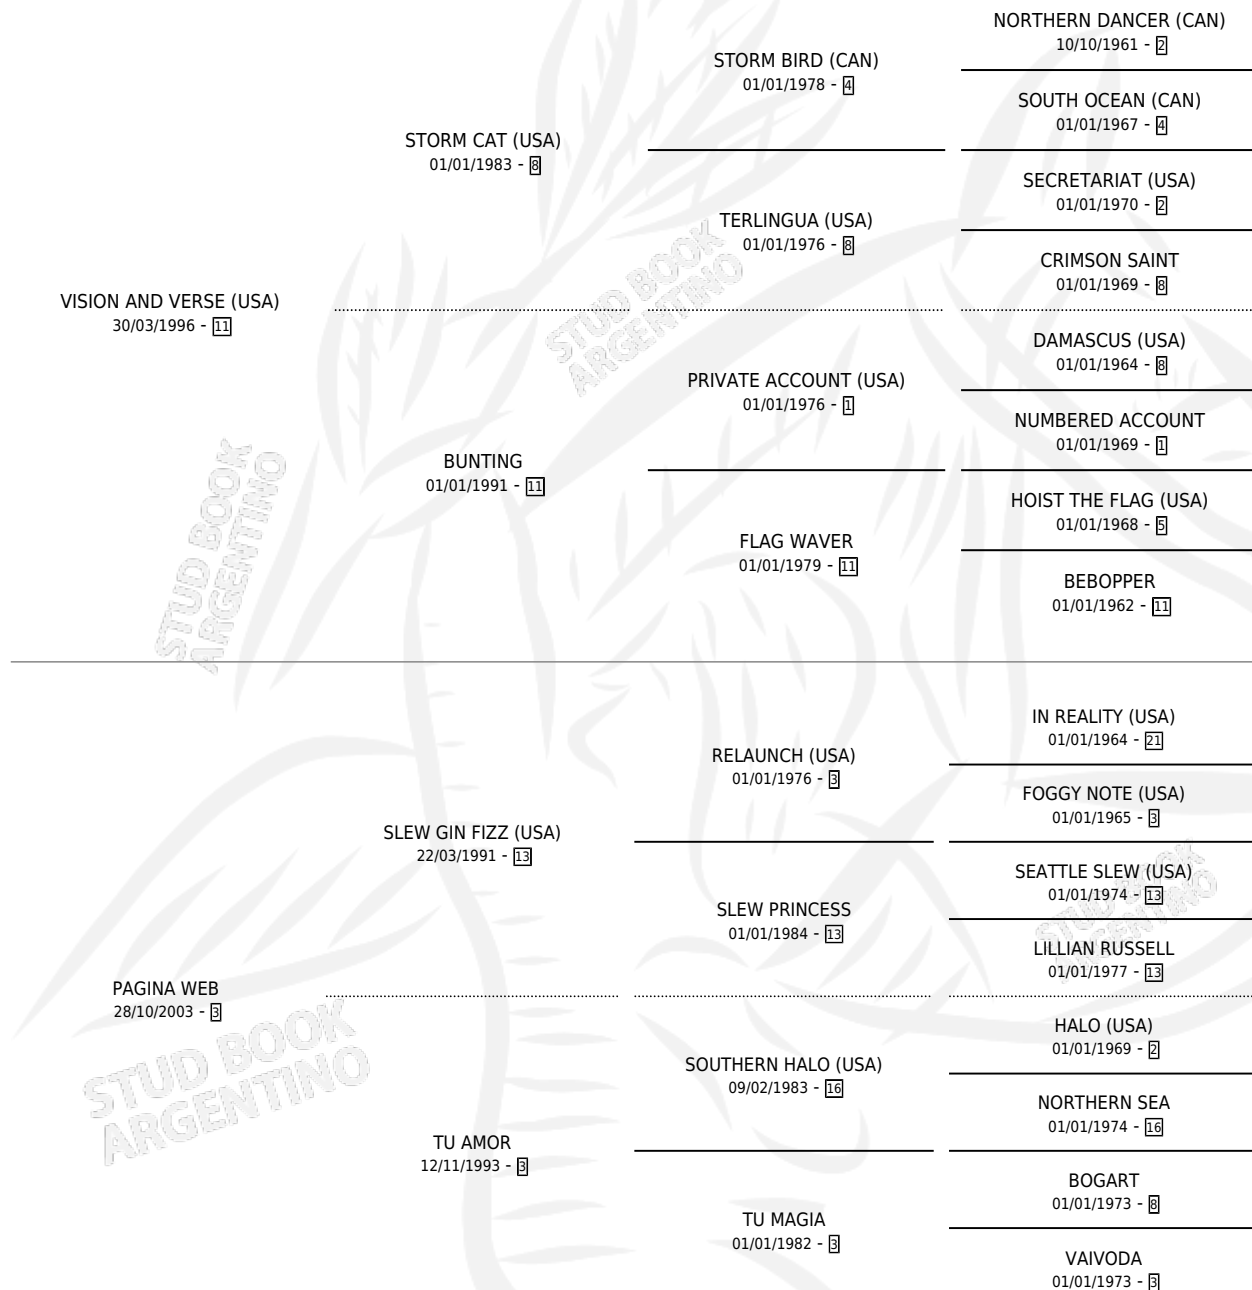 NORTHERN DANCER (CAN)
10/10/1961 - 2
STORM BIRD (CAN)
01/01/1978 - 4
SOUTH OCEAN (CAN)
01/01/1967 - 4
STORM CAT (USA)
01/01/1983 - 8
SECRETARIAT (USA)
01/01/1970 - 2
TERLINGUA (USA)
01/01/1976 - 8
CRIMSON SAINT
01/01/1969 - 8
VISION AND VERSE (USA)
30/03/1996 - 11
DAMASCUS (USA)
01/01/1964 - 8
PRIVATE ACCOUNT (USA)
01/01/1976 - 1
NUMBERED ACCOUNT
01/01/1969 - 1
BUNTING
01/01/1991 - 11
HOIST THE FLAG (USA)
01/01/1968 - 5
FLAG WAVER
01/01/1979 - 11
BEBOPPER
01/01/1962 - 11
IN REALITY (USA)
01/01/1964 - 21
RELAUNCH (USA)
01/01/1976 - 3
FOGGY NOTE (USA)
01/01/1965 - 3
SLEW GIN FIZZ (USA)
22/03/1991 - 13
SEATTLE SLEW (USA)
01/01/1974 - 13
SLEW PRINCESS
01/01/1984 - 13
LILLIAN RUSSELL
01/01/1977 - 13
PAGINA WEB
28/10/2003 - 3
HALO (USA)
01/01/1969 - 2
SOUTHERN HALO (USA)
09/02/1983 - 16
NORTHERN SEA
01/01/1974 - 16
TU AMOR
12/11/1993 - 3
BOGART
01/01/1973 - 8
TU MAGIA
01/01/1982 - 3
VAIVODA
01/01/1973 - 3
STUD BOOK
ARGENTINO
STUD BOOK
ARGENTINO
STUD BOOK
ARGENTINO
STUD BOOK
ARGENTINO